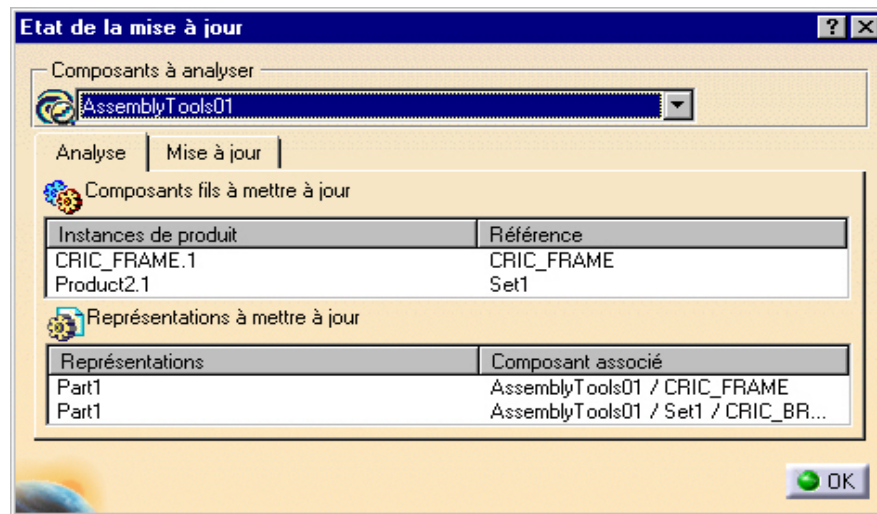 Etat de la mise à jour
Composants à analyser
AssemblyTools01
Analyse Mise à jour
Composants fils à mettre à jour
Instances de produit Référence
CRIC_FRAME.1 CRIC_FRAME
Product2.1 Set1
Représentations à mettre à jour
Représentations Composant associé
Part1 AssemblyTools01 / CRIC_FRAME
Part1 AssemblyTools01 / Set1 / CRIC_BR...
OK